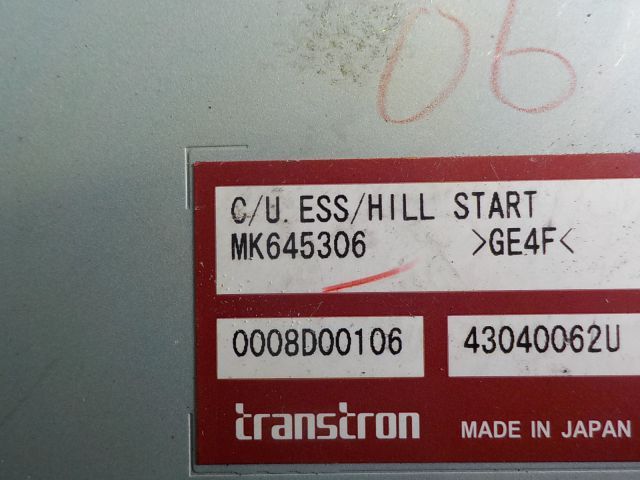 06
C/U. ESS/HILL START
MK645306 >GE4F<
0008D00106 43040062U
transtron MADE IN JAPAN